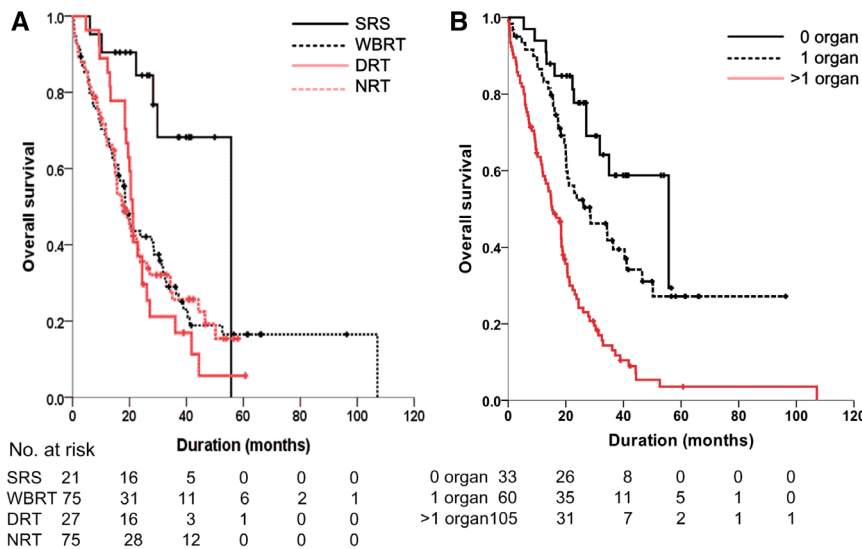 A
SRS
WBRT
DRT
NRT
Overall survival
1.0
0.8
0.6
0.4
0.2
0.0
0 20 40 60 80 100 120
Duration (months)
B
0 organ
1 organ
>1 organ
Overall survival
1.0
0.8
0.6
0.4
0.2
0.0
0 20 40 60 80 100 120
Duration (months)
No. at risk
SRS 21 16 5 0 0 0
WBRT 75 31 11 6 2 1
DRT 27 16 3 1 0 0
NRT 75 28 12 0 0 0
0 organ 33 26 8 0 0 0
1 organ 60 35 11 5 1 0
>1 organ105 31 7 2 1 1